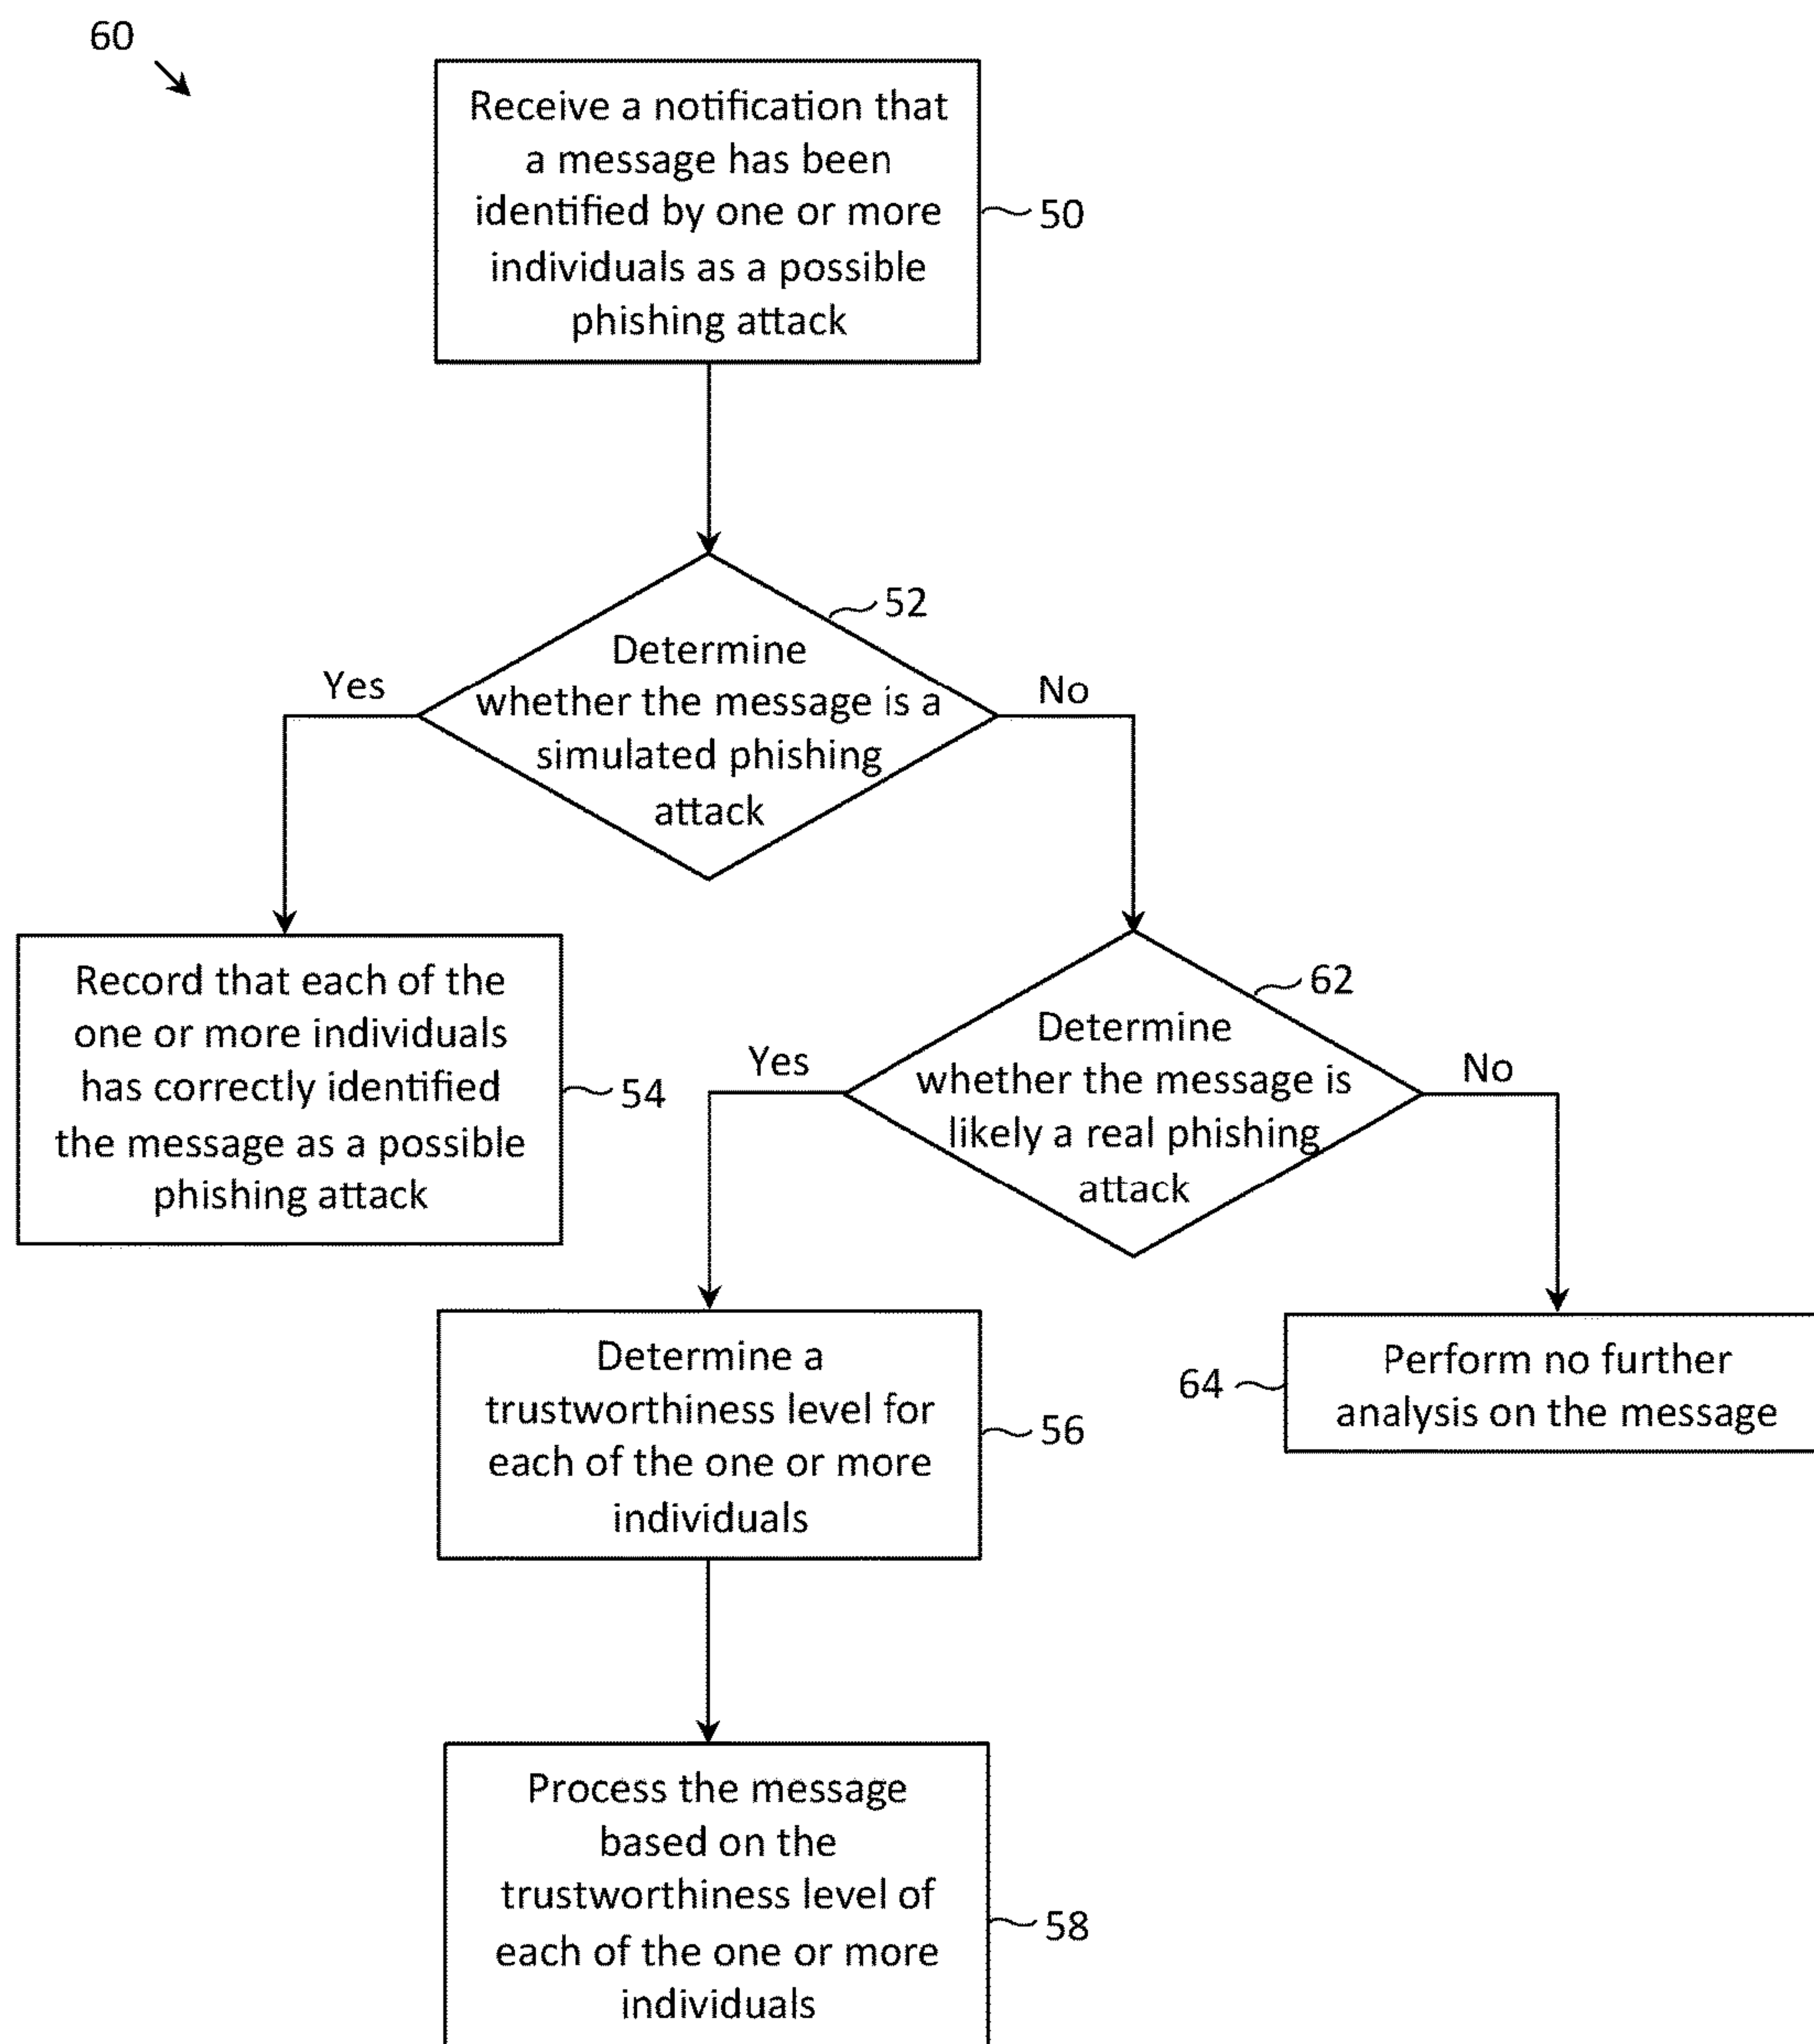 60
Receive a notification that
a message has been
identified by one or more
individuals as a possible
phishing attack
50
52
Determine
whether the message is a
simulated phishing
attack
Yes
No
Record that each of the
one or more individuals
has correctly identified
the message as a possible
phishing attack
54
62
Determine
whether the message is
likely a real phishing
attack
Yes
No
Determine a
trustworthiness level for
each of the one or more
individuals
56
64
Perform no further
analysis on the message
Process the message
based on the
trustworthiness level of
each of the one or more
individuals
58